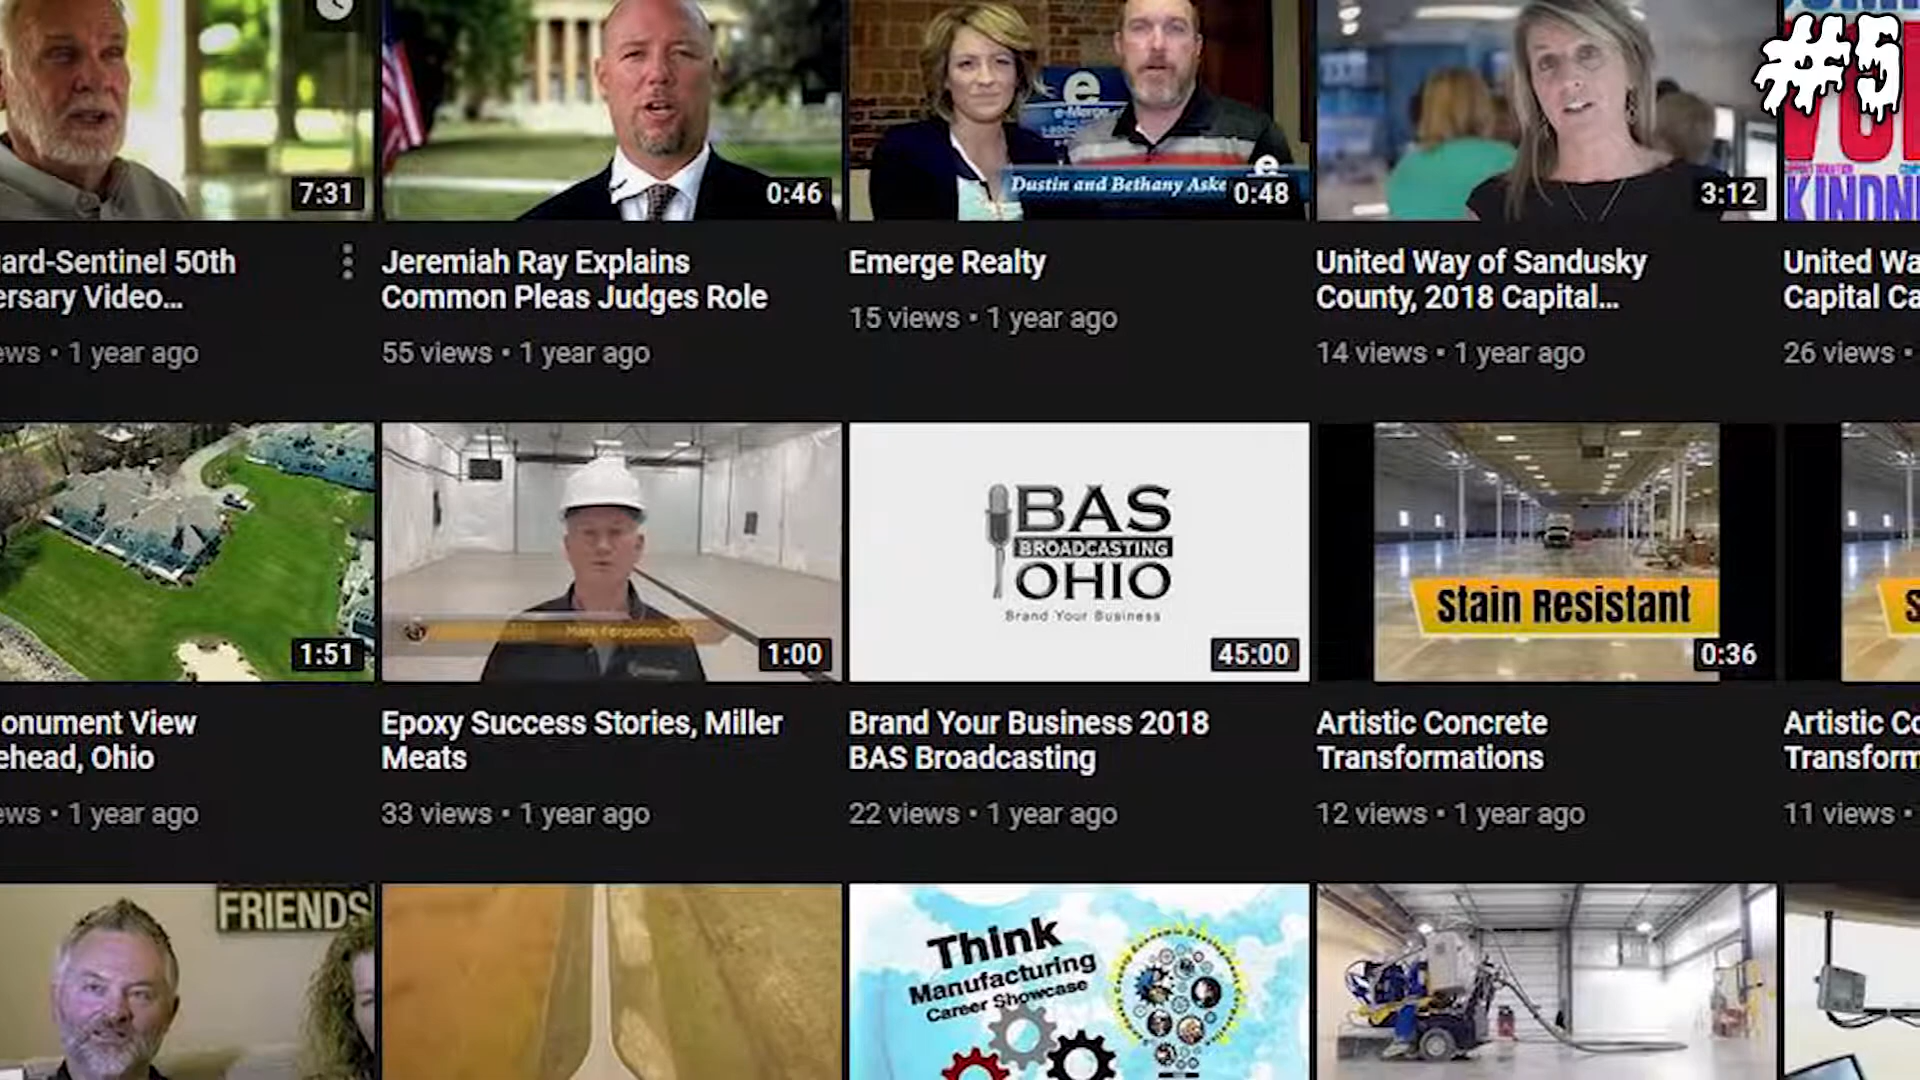 #5
7:31
0:46
e
e-Merge
Dustin and Bethany Aske
0:48
3:12
KINDN
ard-Sentinel 50th
ersary Video...
ews • 1 year ago
Jeremiah Ray Explains
Common Pleas Judges Role
55 views • 1 year ago
Emerge Realty
15 views • 1 year ago
United Way of Sandusky
County, 2018 Capital...
14 views • 1 year ago
United Wa
Capital Ca
26 views •
1:51
Mark Ferguson, CEO
1:00
BAS
BROADCASTING
OHIO
Brand Your Business
45:00
Stain Resistant
0:36
S
onument View
ehead, Ohio
ews • 1 year ago
Epoxy Success Stories, Miller
Meats
33 views • 1 year ago
Brand Your Business 2018
BAS Broadcasting
22 views • 1 year ago
Artistic Concrete
Transformations
12 views • 1 year ago
Artistic Co
Transform
11 views •
FRIENDS
Think
Manufacturing
Career Showcase